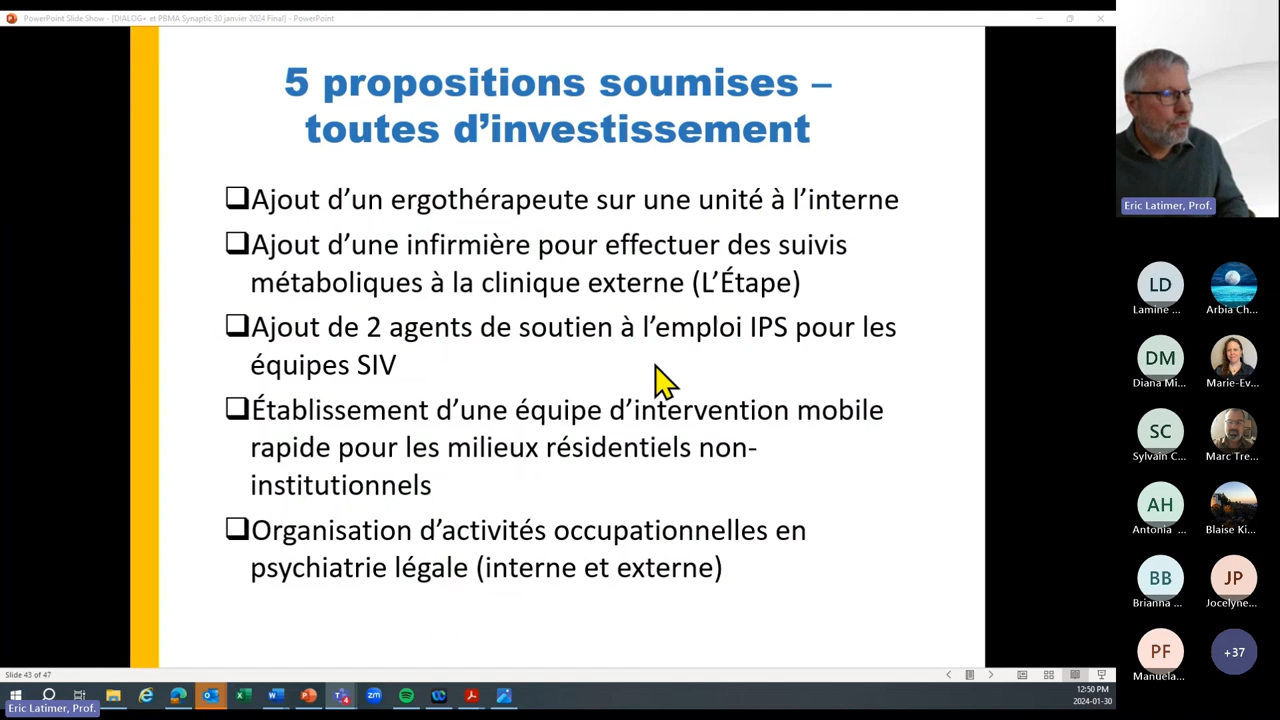 PowerPoint Slide Show - [DIALOG+ et PBMA Synaptic 30 janvier 2024 Final] - PowerPoint
5 propositions soumises –
toutes d’investissement
Ajout d’un ergothérapeute sur une unité à l’interne
Ajout d’une infirmière pour effectuer des suivis
métaboliques à la clinique externe (L’Étape)
Ajout de 2 agents de soutien à l’emploi IPS pour les
équipes SIV
Établissement d’une équipe d’intervention mobile
rapide pour les milieux résidentiels non-
institutionnels
Organisation d’activités occupationnelles en
psychiatrie légale (interne et externe)
Eric Latimer, Prof.
LD
Lamine ...
Arbia Ch...
DM
Diana Mi...
Marie-Ev...
SC
Sylvain C...
Marc Tre...
AH
Antonia ...
Blaise Ki...
BB
Brianna ...
JP
Jocelyne...
PF
Manuela...
+37
Slide 43 of 47
12:50 PM
2024-01-30
Eric Latimer, Prof.